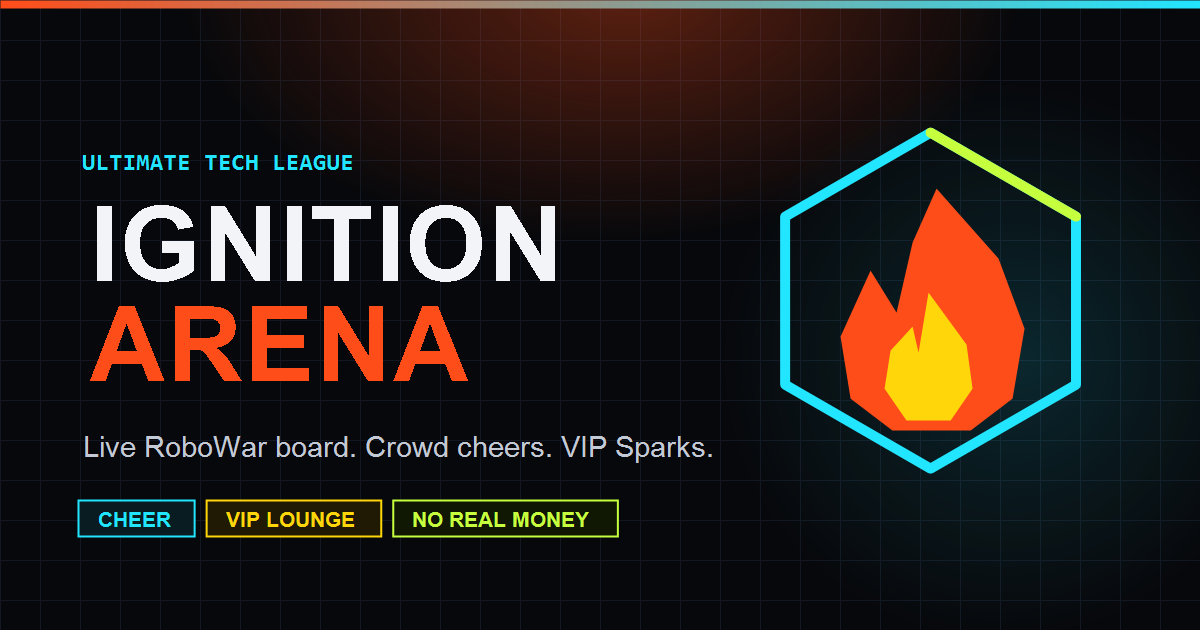 ULTIMATE TECH LEAGUE
IGNITION
ARENA
Live RoboWar board. Crowd cheers. VIP Sparks.
CHEER VIP LOUNGE NO REAL MONEY